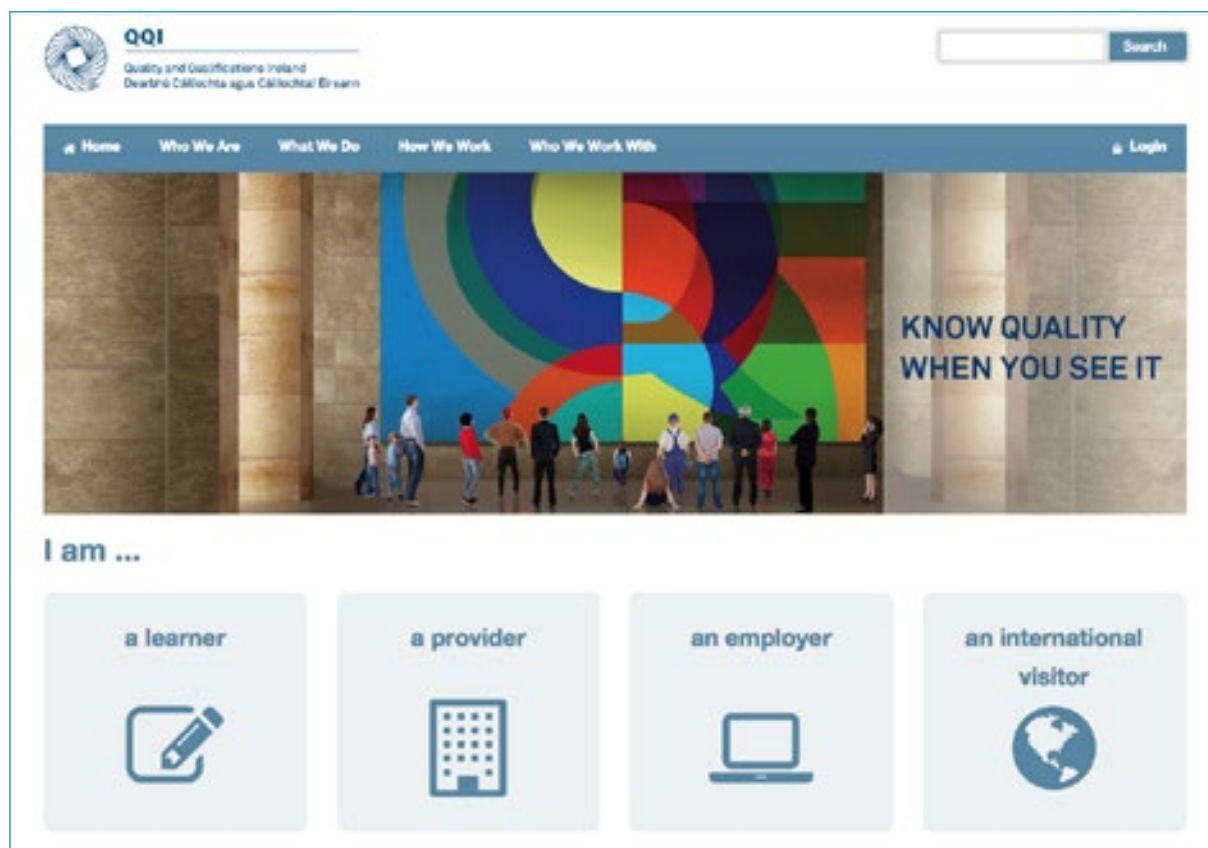 QQI
Quality and Qualifications Ireland
Dearbhú Cáilíochta agus Cáilíochtaí Éireann
Search
Home Who We Are What We Do How We Work Who We Work With Login
KNOW QUALITY
WHEN YOU SEE IT
I am ...
a learner a provider an employer an international
visitor